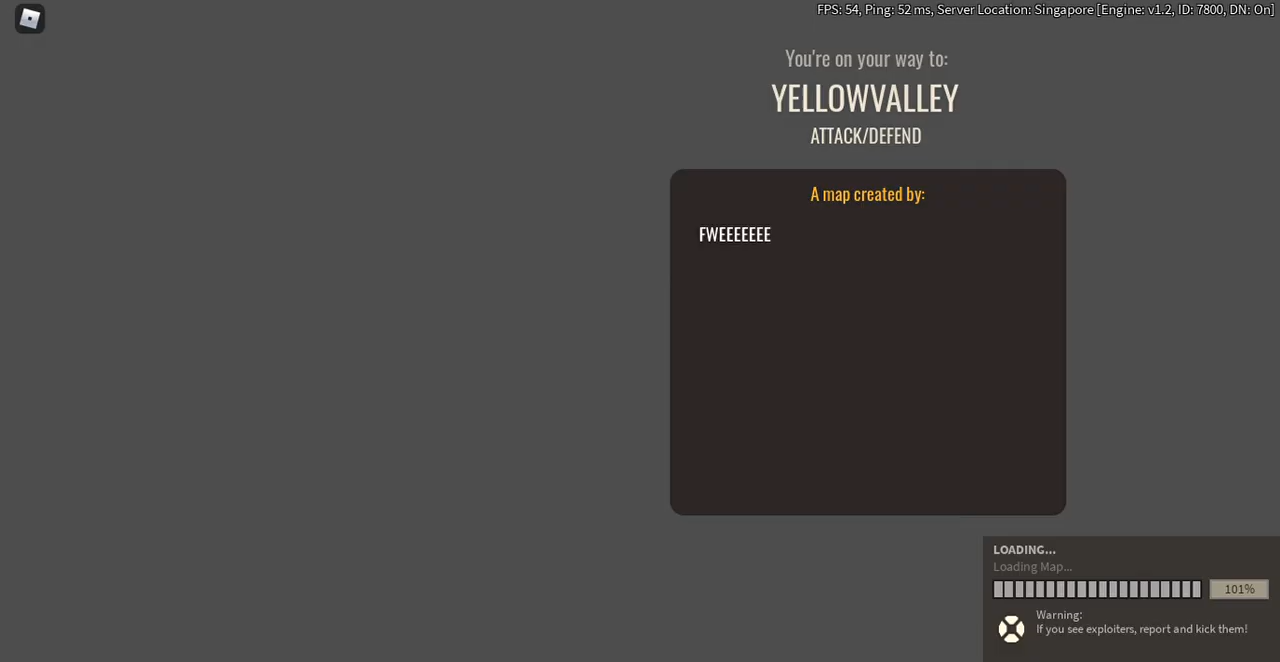 FPS: 54, Ping: 52 ms, Server Location: Singapore [Engine: v1.2, ID: 7800, DN: On]
You're on your way to:
YELLOWVALLEY
ATTACK/DEFEND
A map created by:
FWEEEEEEE
LOADING...
Loading Map...
101%
Warning:
If you see exploiters, report and kick them!